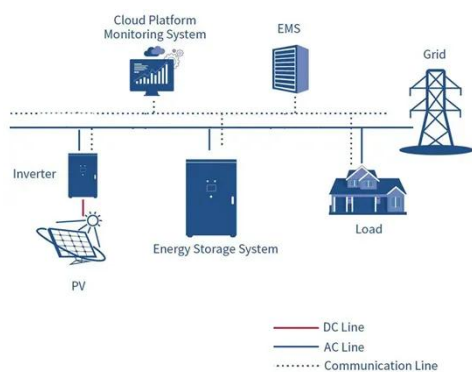 Cloud Platform
Monitoring System
EMS
Grid
Inverter
Energy Storage System
Load
PV
DC Line
AC Line
Communication Line